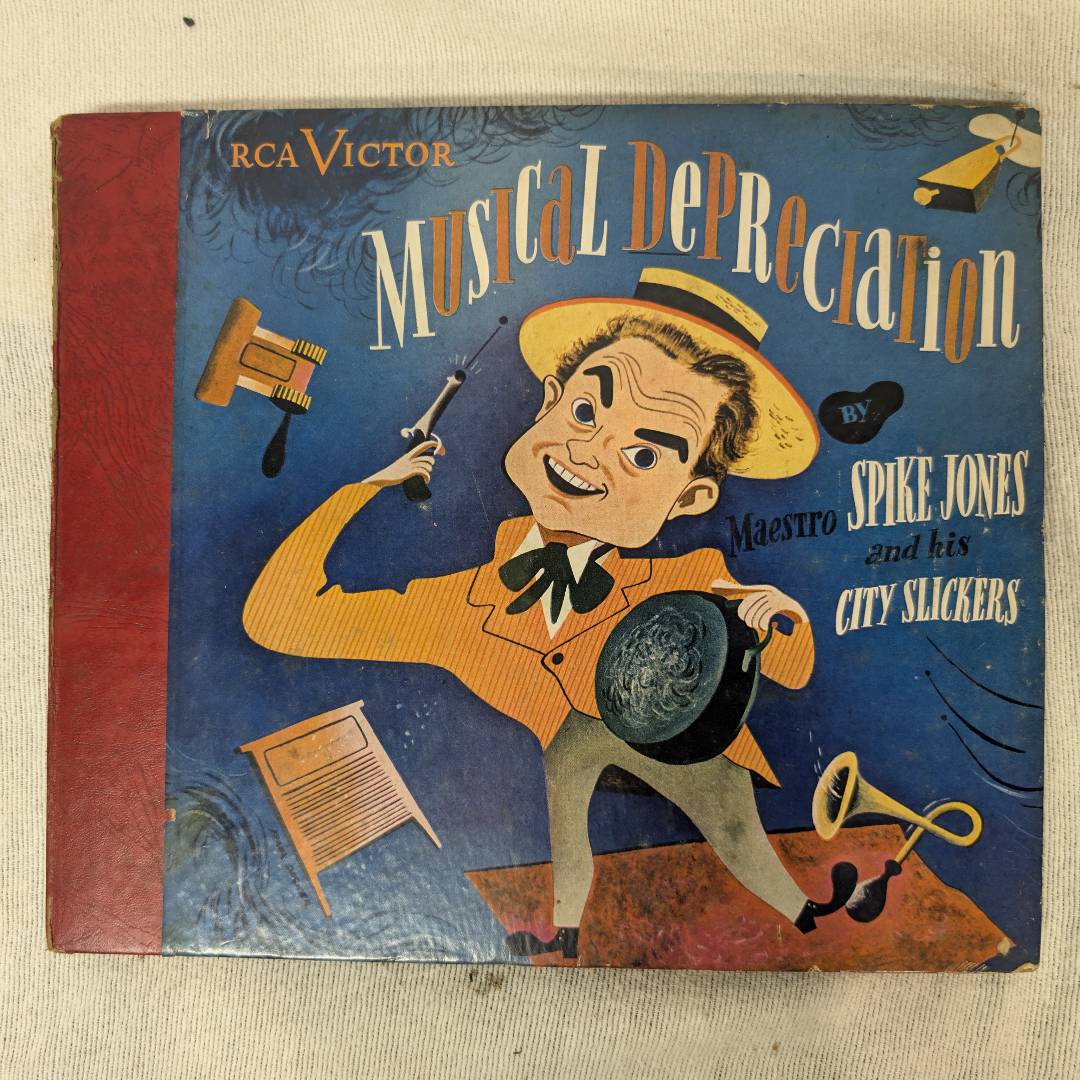 RCA VICTOR
MUSICAL DEPRECIATION
BY
Maestro SPIKE JONES
and his
CITY SLICKERS